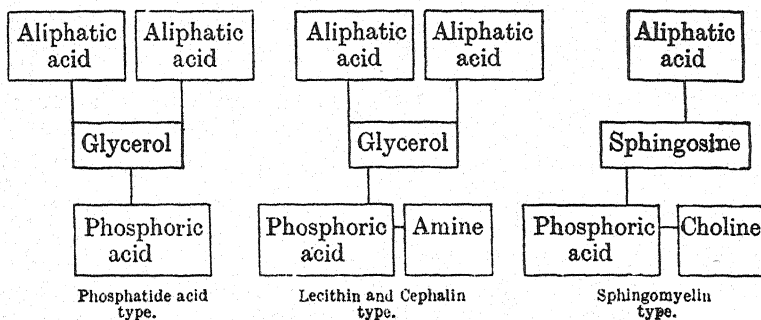 Aliphatic
acid
Aliphatic
acid
Glycerol
Phosphoric
acid
Phosphatide acid
type.
Aliphatic
acid
Aliphatic
acid
Glycerol
Phosphoric
acid
Amine
Lecithin and Cephalin
type.
Aliphatic
acid
Sphingosine
Phosphoric
acid
Choline
Sphingomyelin
type.